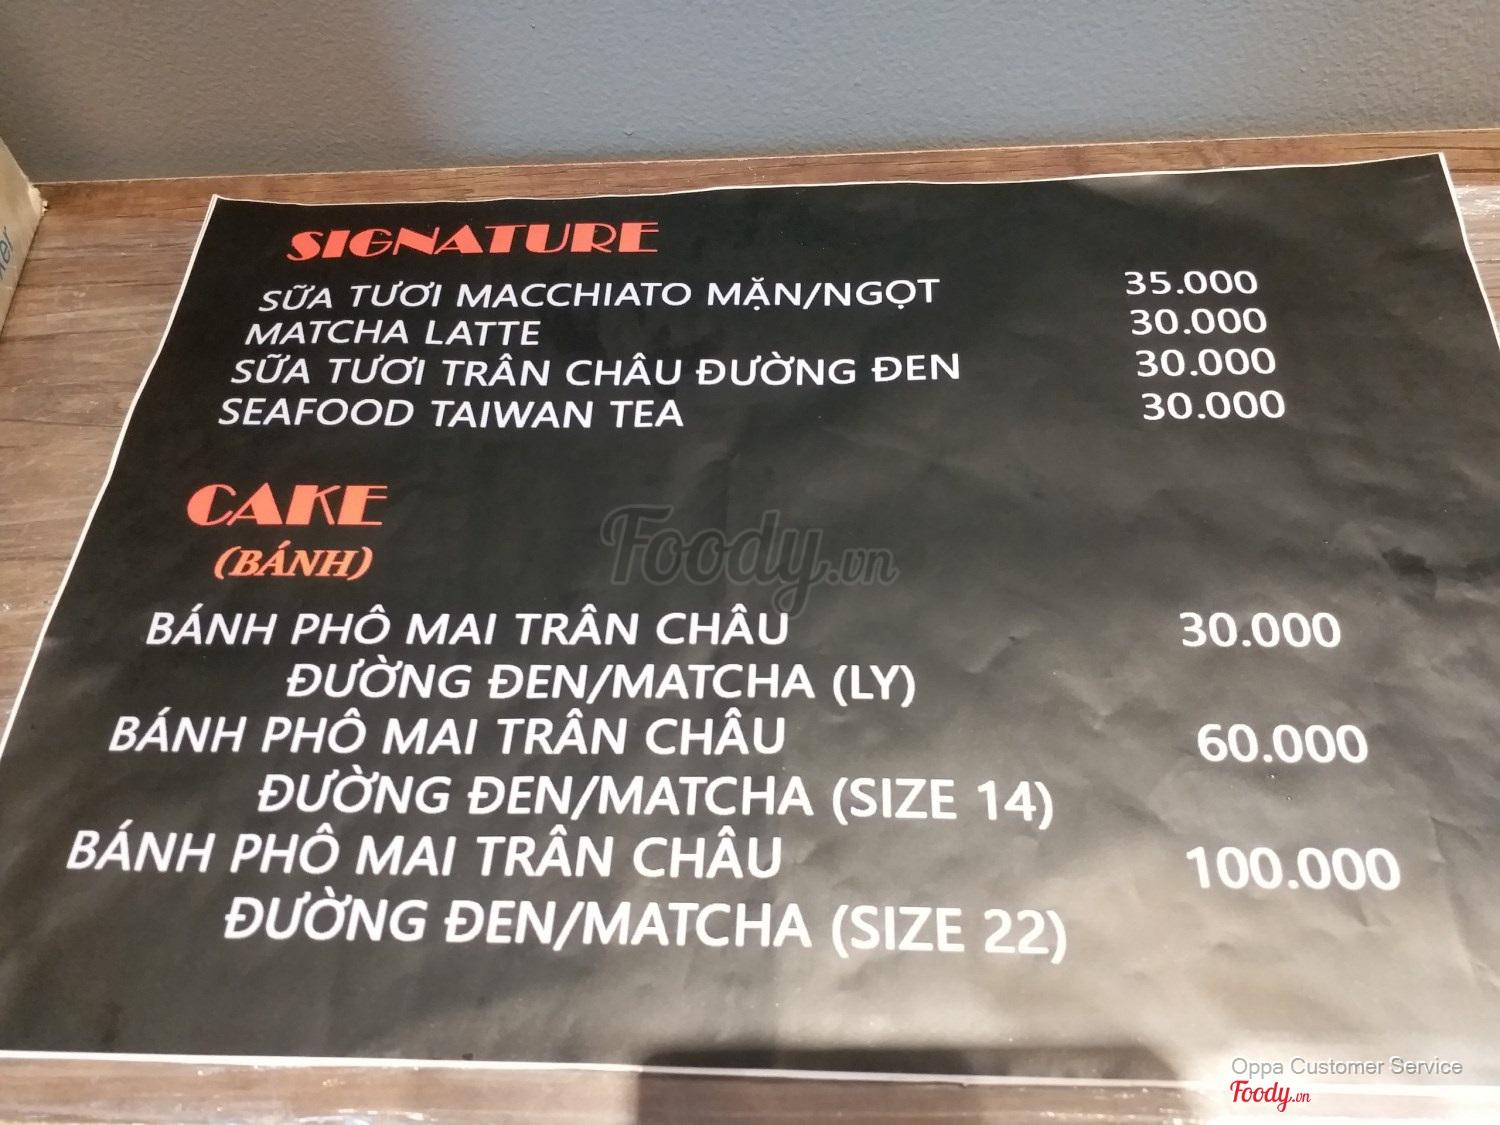 SIGNATURE
SỮA TƯƠI MACCHIATO MẶN/NGỌT 35.000
MATCHA LATTE 30.000
SỮA TƯƠI TRÂN CHÂU ĐƯỜNG ĐEN 30.000
SEAFOOD TAIWAN TEA 30.000
CAKE
(BÁNH)
Foody.vn
BÁNH PHÔ MAI TRÂN CHÂU 30.000
ĐƯỜNG ĐEN/MATCHA (LY)
BÁNH PHÔ MAI TRÂN CHÂU 60.000
ĐƯỜNG ĐEN/MATCHA (SIZE 14)
BÁNH PHÔ MAI TRÂN CHÂU 100.000
ĐƯỜNG ĐEN/MATCHA (SIZE 22)
Oppa Customer Service
Foody.vn